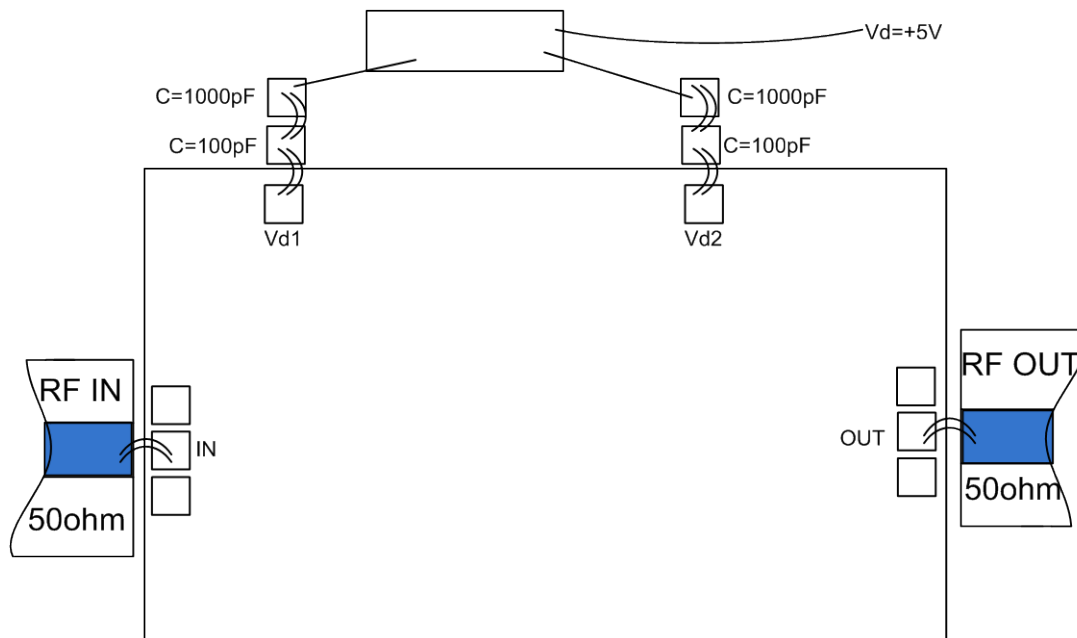 Vd=+5V
C=1000pF
C=1000pF
C=100pF
C=100pF
Vd1
Vd2
RF IN
RF OUT
IN
OUT
50ohm
50ohm